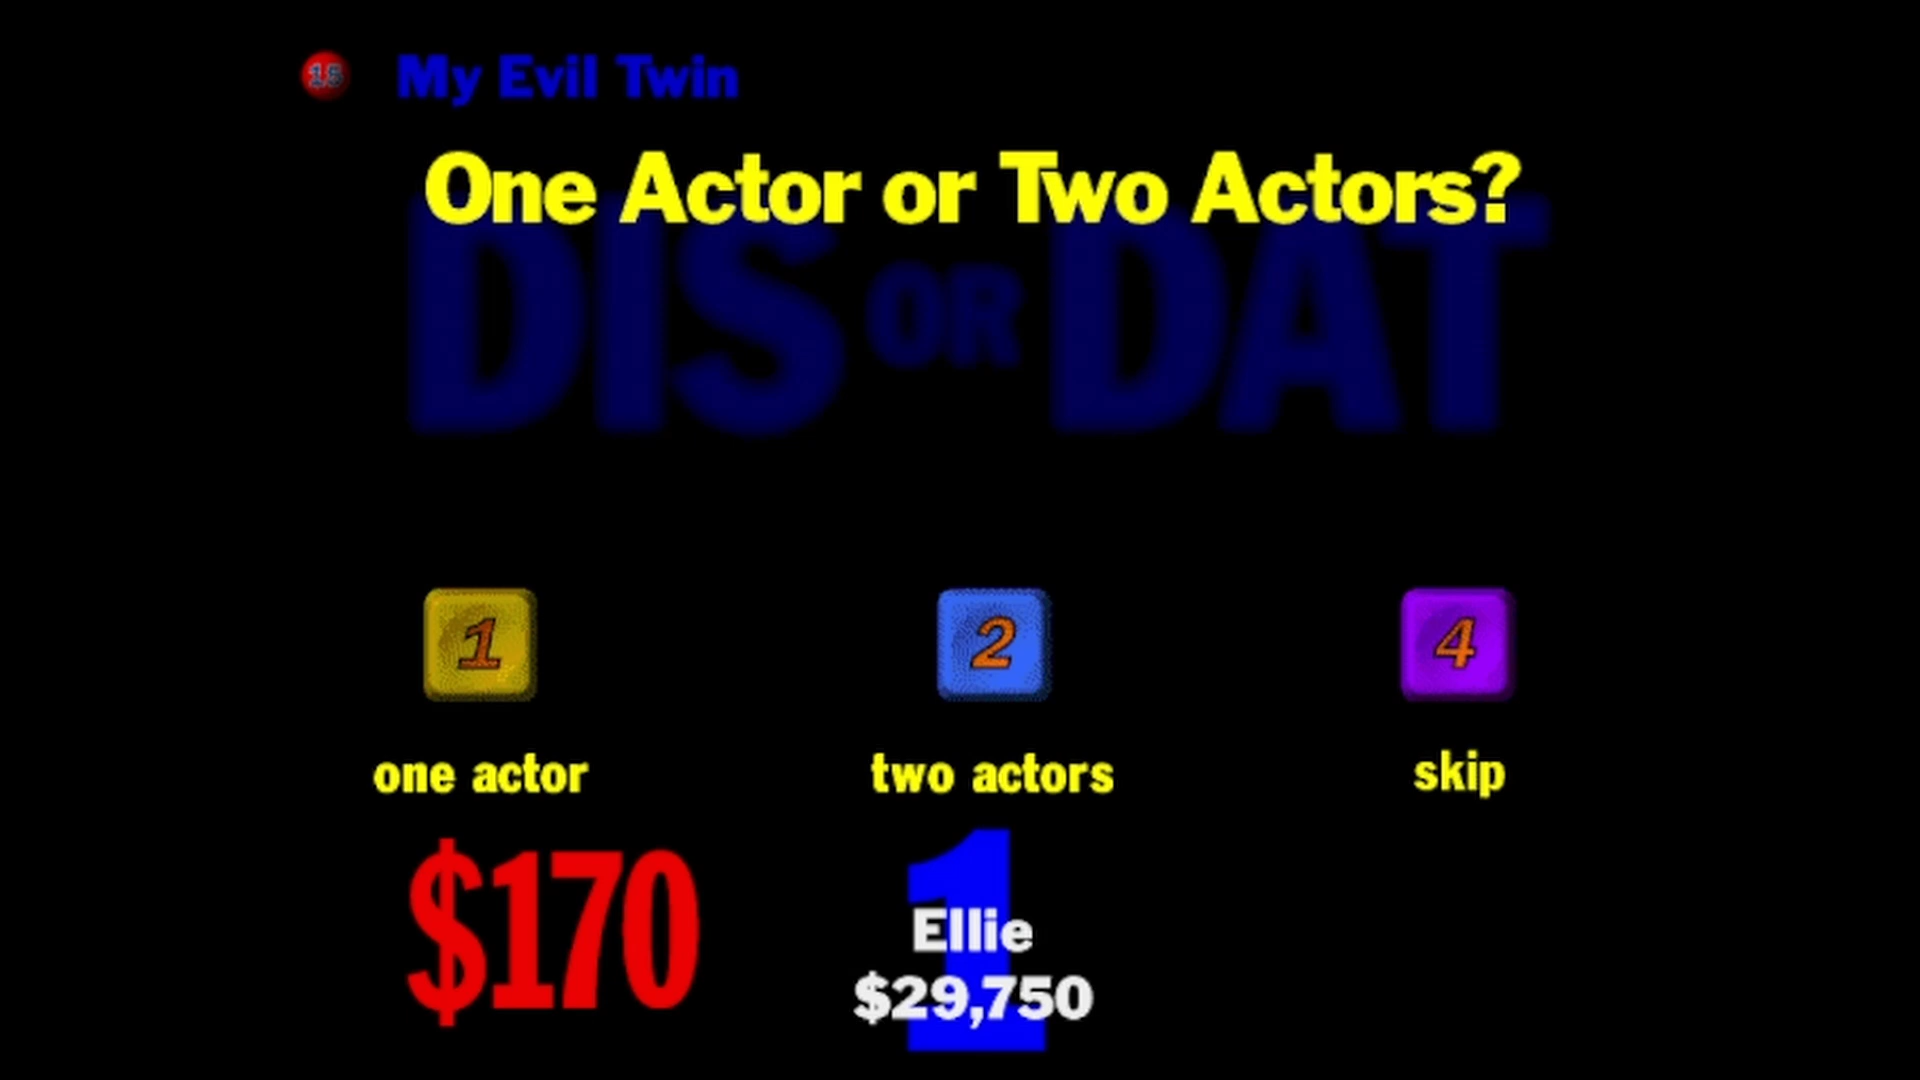 15 My Evil Twin
One Actor or Two Actors?
DIS OR DAT
1 2 4
one actor two actors skip
$170
1
Ellie
$29,750